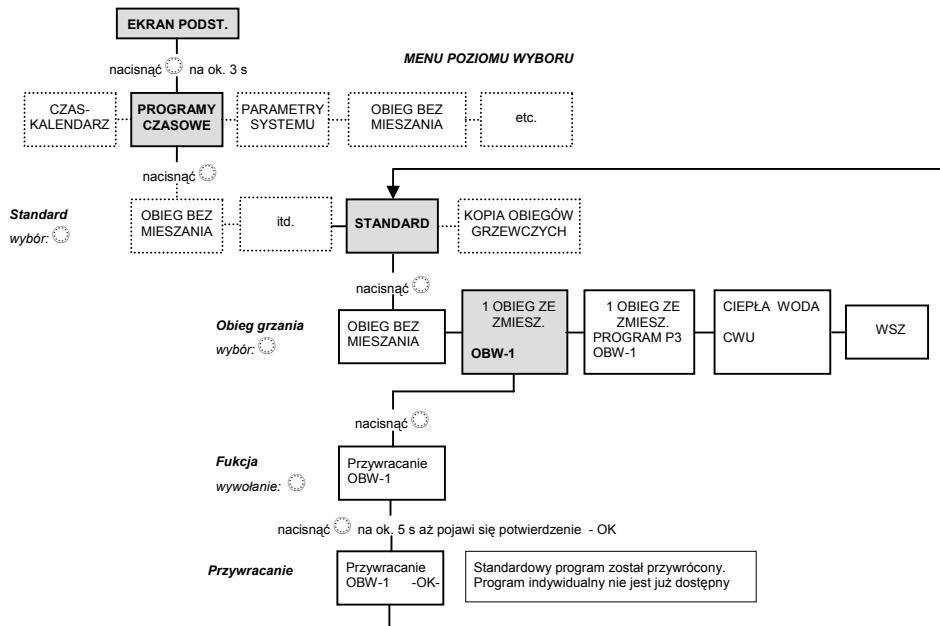 EKRAN PODST.
nacisnąć na ok. 3 s
MENU POZIOMU WYBORU
CZAS-
KALENDARZ
PROGRAMY
CZASOWE
PARAMETRY
SYSTEMU
OBIEG BEZ
MIESZANIA
etc.
nacisnąć
Standard
wybór:
OBIEG BEZ
MIESZANIA
itd.
STANDARD
KOPIA OBIEGÓW
GRZEWCZYCH
nacisnąć
Obieg grzania
wybór:
OBIEG BEZ
MIESZANIA
1 OBIEG ZE
ZMIESZ.
OBW-1
1 OBIEG ZE
ZMIESZ.
PROGRAM P3
OBW-1
CIEPŁA WODA
CWU
WSZ
nacisnąć
Fukcja
wywołanie:
Przywracanie
OBW-1
nacisnąć na ok. 5 s aż pojawi się potwierdzenie - OK
Przywracanie
Przywracanie
OBW-1 -OK-
Standardowy program został przywrócony.
Program indywidualny nie jest już dostępny